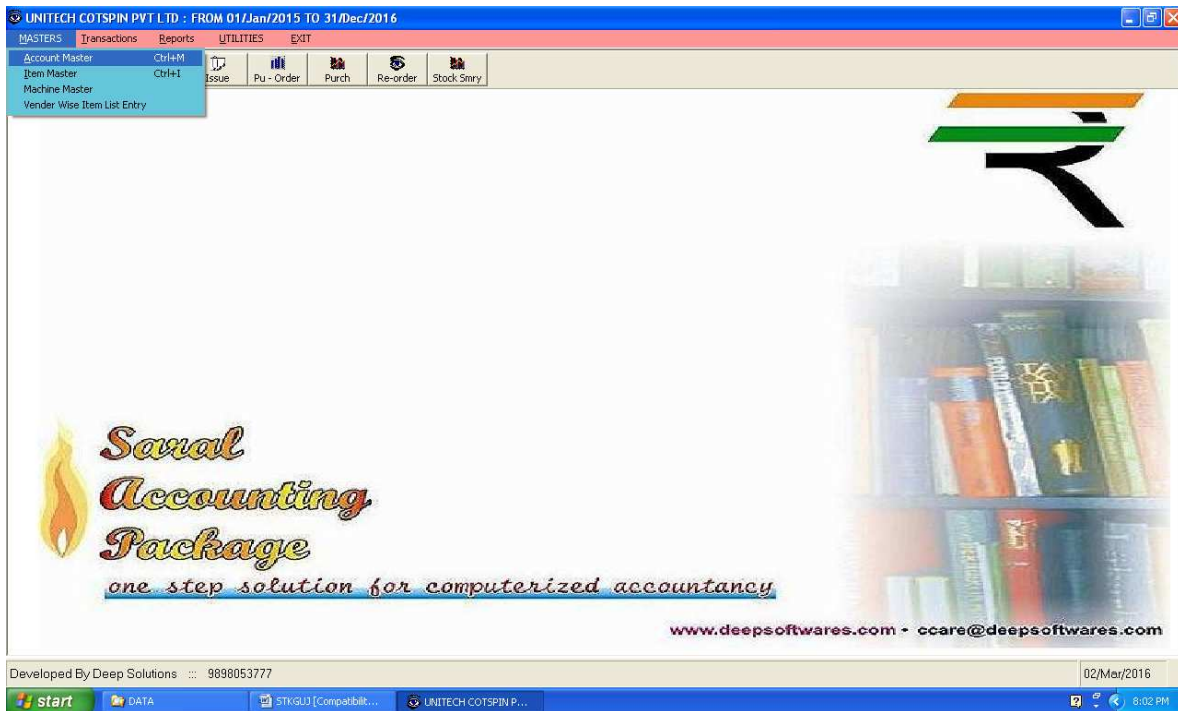 UNITECH COTSPIN PVT LTD : FROM 01/Jan/2015 TO 31/Dec/2016
MASTERS Transactions Reports UTILITIES EXIT
Account Master Ctrl+M
Item Master Ctrl+I
Machine Master
Vender Wise Item List Entry
Issue Pu - Order Purch Re-order Stock Smry
Saral
Accounting
Package
one step solution for computerized accountancy
www.deepsoftwares.com • ccare@deepsoftwares.com
Developed By Deep Solutions ::: 9898053777 02/Mar/2016
start DATA STKGUJ [Compatibilit... UNITECH COTSPIN P... 8:02 PM